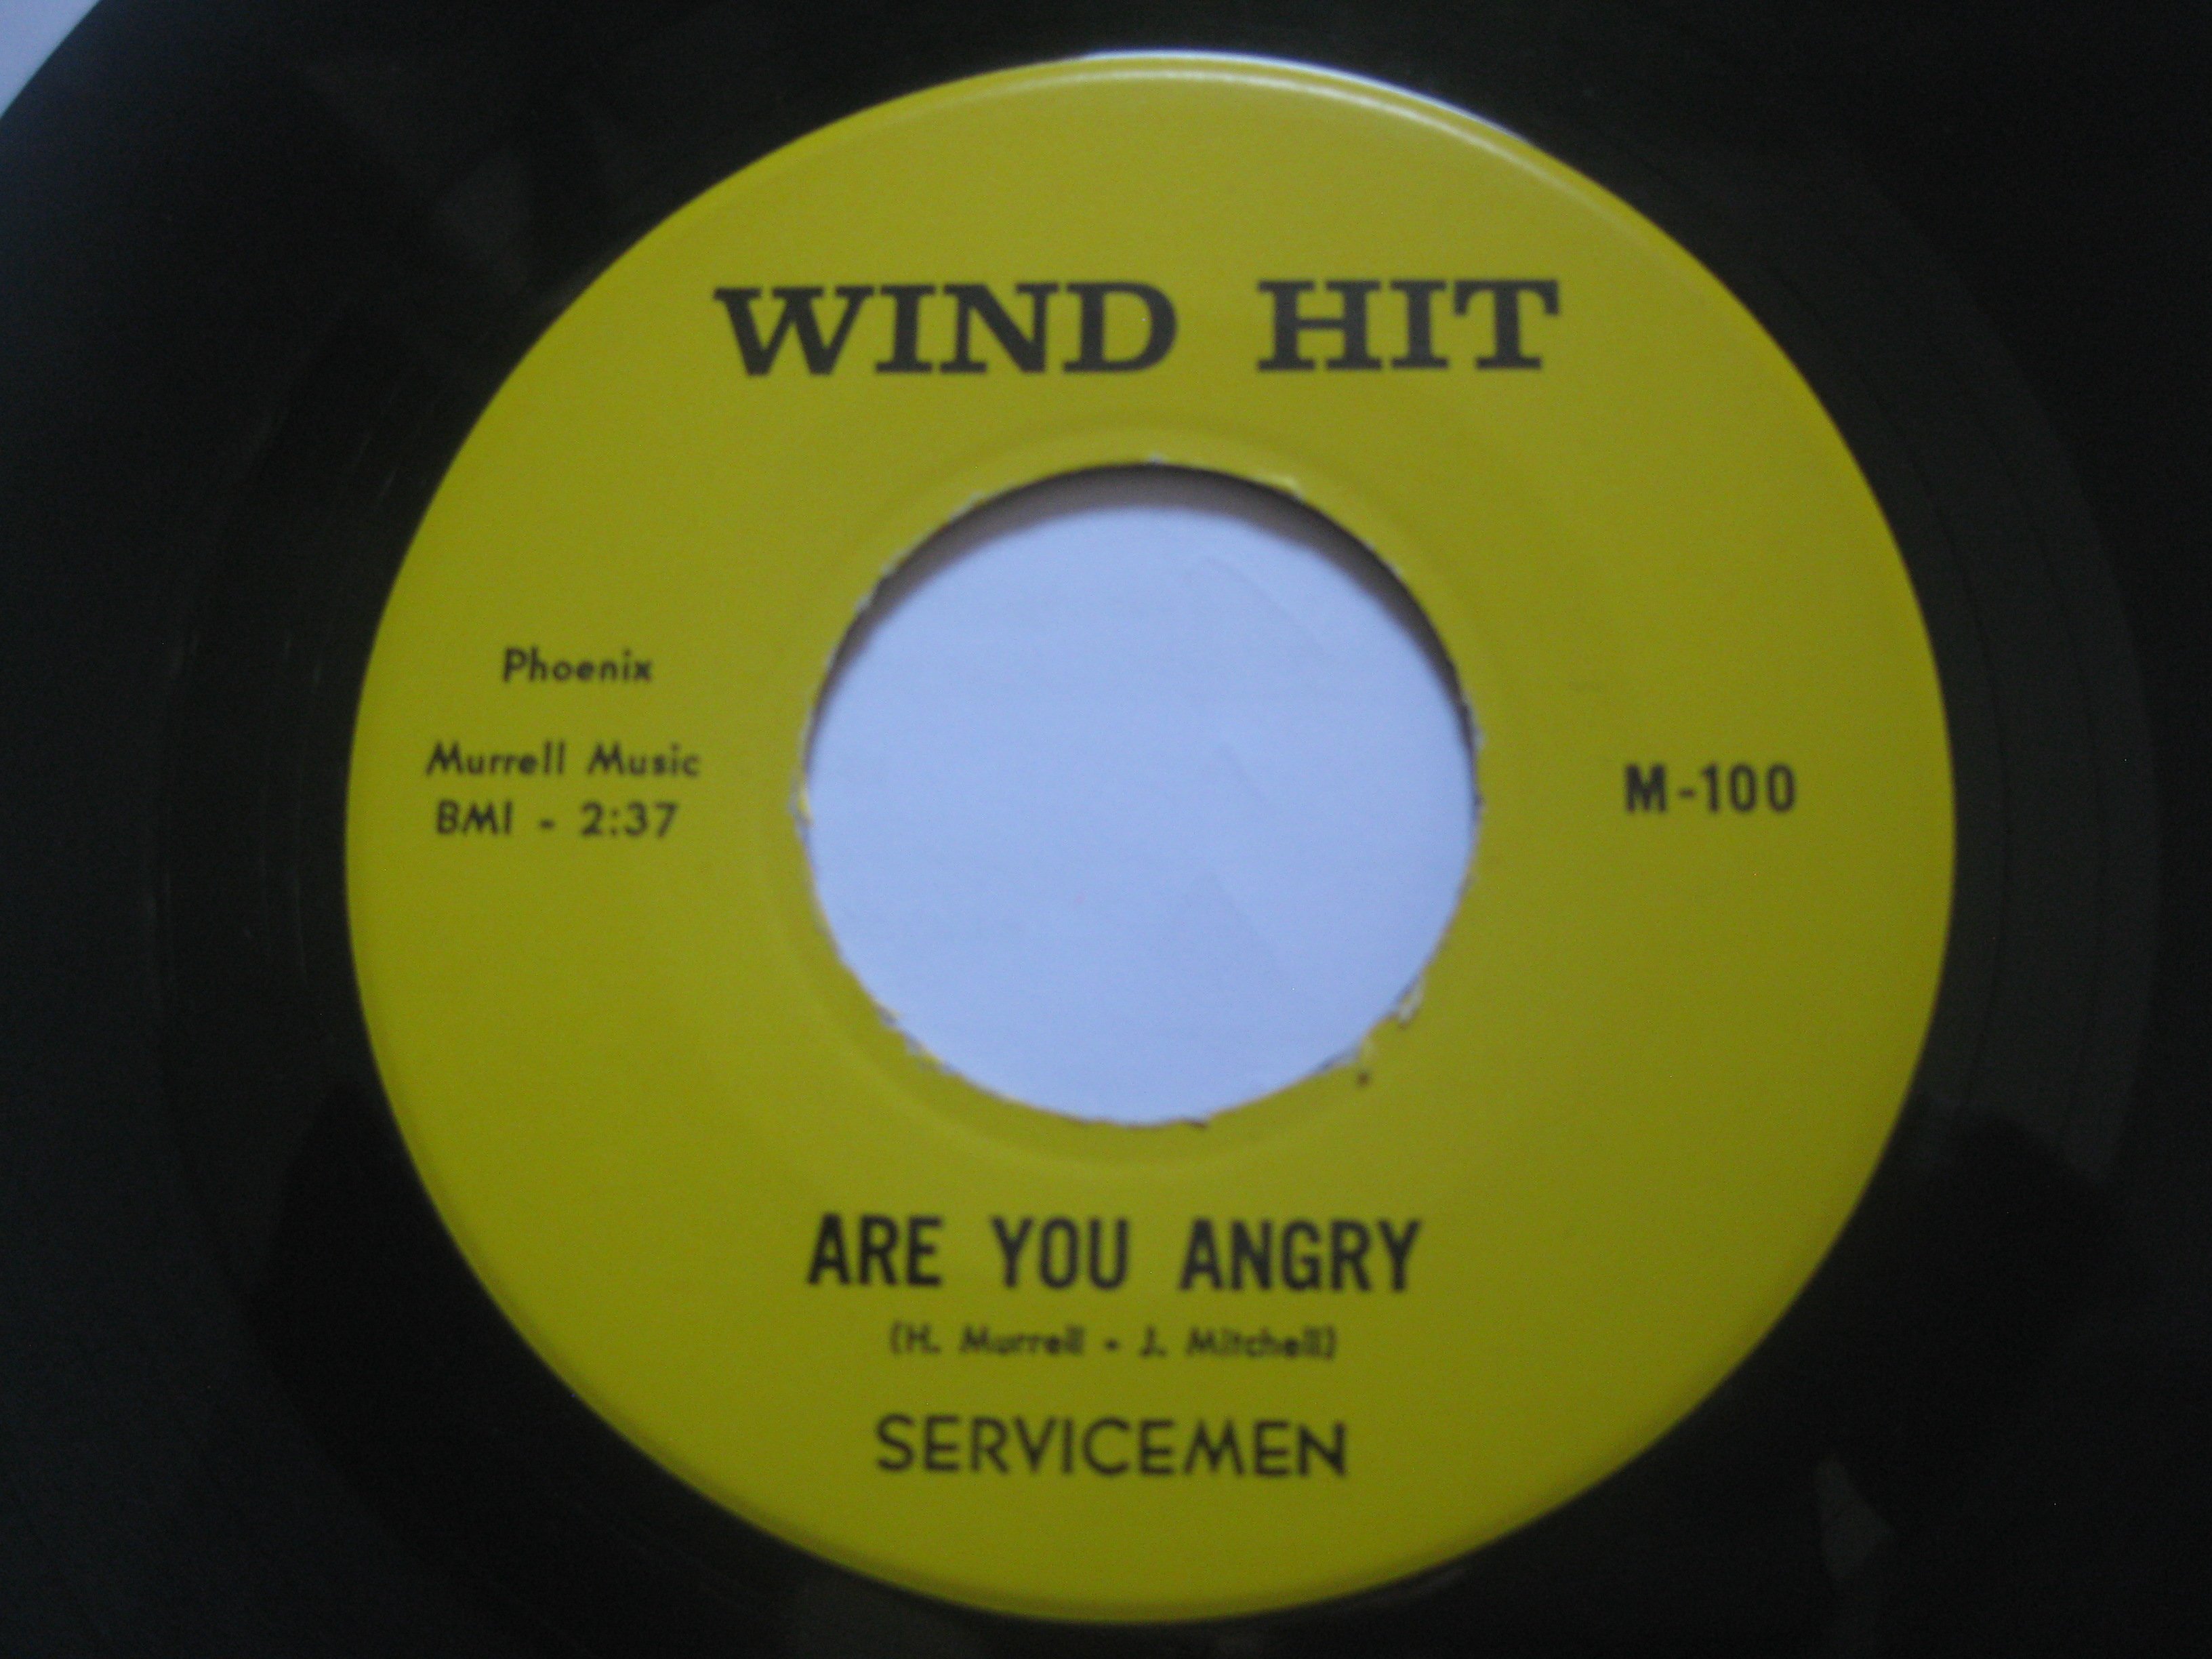 WIND HIT
Phoenix
Murrell Music
BMI - 2:37
M-100
ARE YOU ANGRY
(H. Murrell - J. Mitchell)
SERVICEMEN